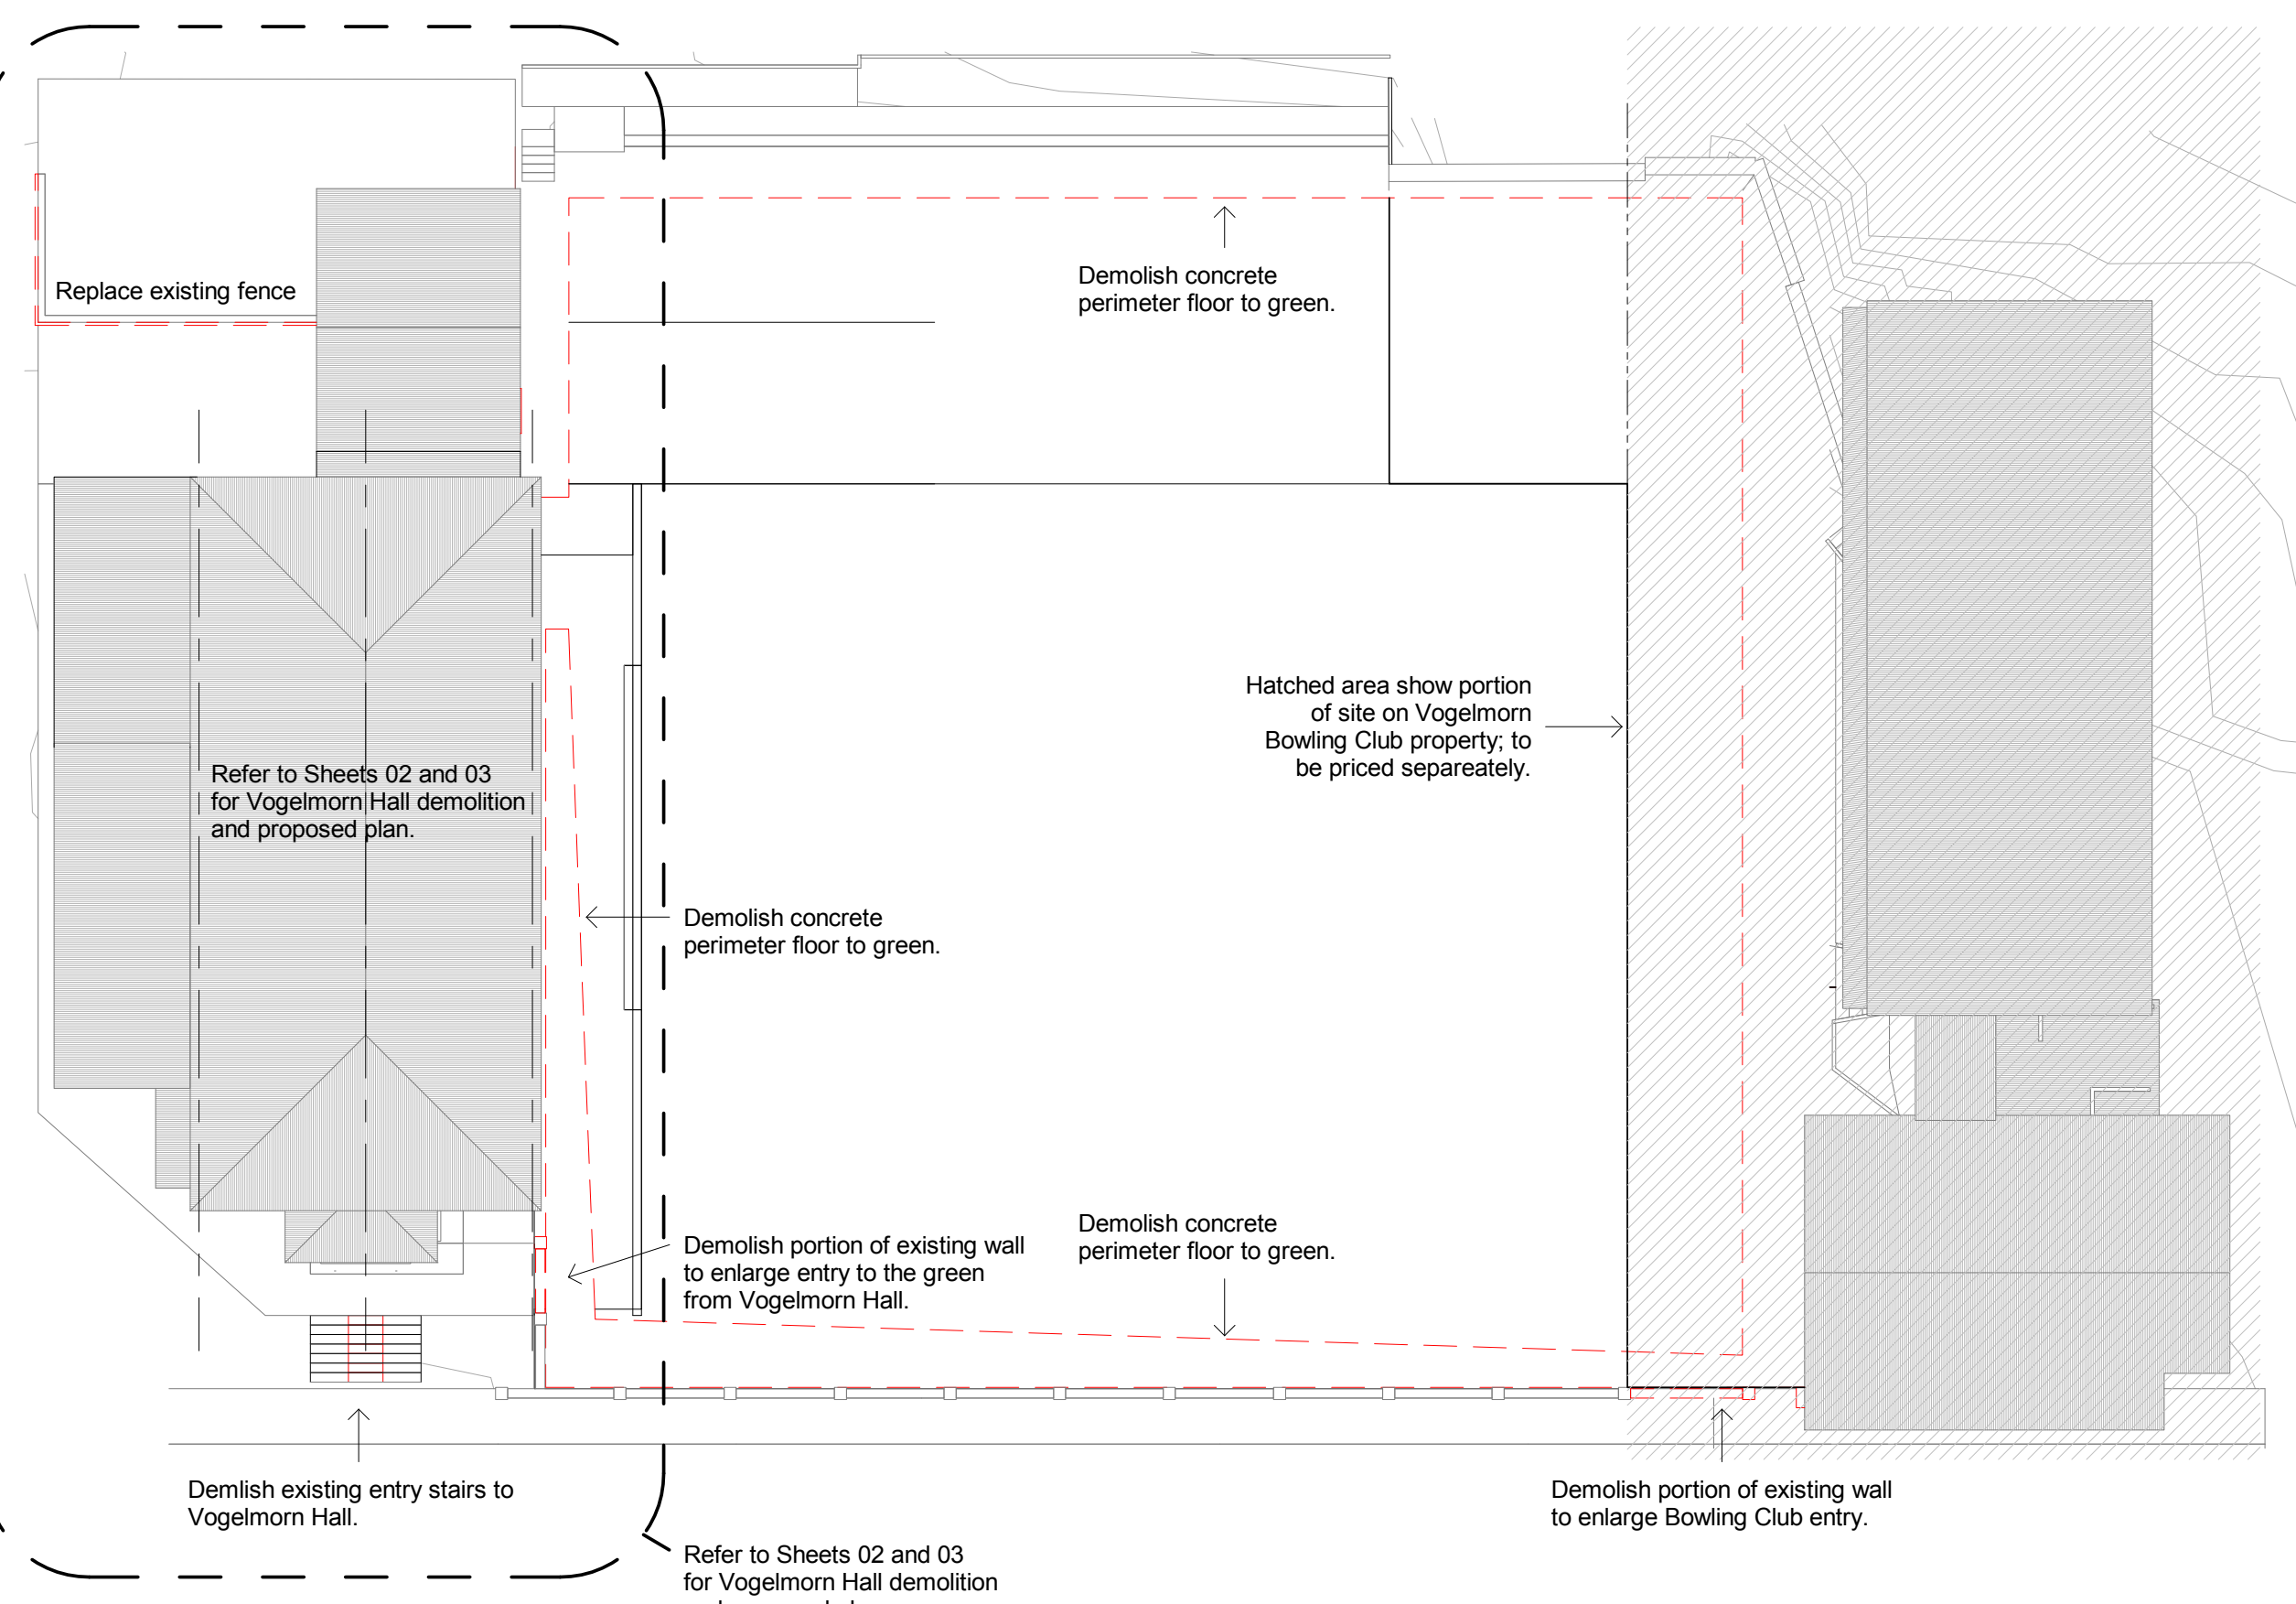 Demolish concrete
perimeter floor to green.
Replace existing fence
Hatched area show portion
of site on Vogelmorn
Bowling Club property; to
be priced separeately.
Refer to Sheets 02 and 03
for Vogelmorn Hall demolition
and proposed plan.
Demolish concrete
perimeter floor to green.
Demolish portion of existing wall
to enlarge entry to the green
from Vogelmorn Hall.
Demolish concrete
perimeter floor to green.
Demlish existing entry stairs to
Vogelmorn Hall.
Demolish portion of existing wall
to enlarge Bowling Club entry.
Refer to Sheets 02 and 03
for Vogelmorn Hall demolition